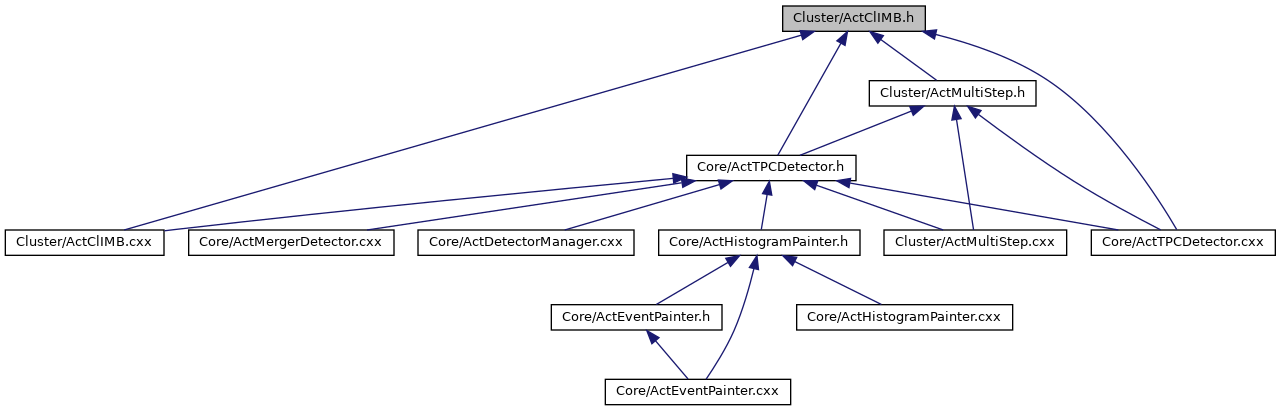 Cluster/ActClIMB.h
Cluster/ActMultiStep.h
Core/ActTPCDetector.h
Cluster/ActClIMB.cxx
Core/ActMergerDetector.cxx
Core/ActDetectorManager.cxx
Core/ActHistogramPainter.h
Cluster/ActMultiStep.cxx
Core/ActTPCDetector.cxx
Core/ActEventPainter.h
Core/ActHistogramPainter.cxx
Core/ActEventPainter.cxx